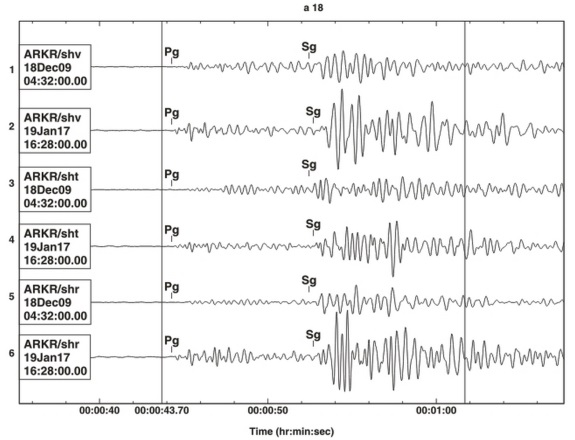 a 18
1
ARKR/shv
18Dec09
04:32:00.00
Pg
Sg
2
ARKR/shv
19Jan17
16:28:00.00
Pg
Sg
3
ARKR/sht
18Dec09
04:32:00.00
Pg
Sg
4
ARKR/sht
19Jan17
16:28:00.00
Pg
Sg
5
ARKR/shr
18Dec09
04:32:00.00
Pg
Sg
6
ARKR/shr
19Jan17
16:28:00.00
Pg
Sg
00:00:40 00:00:43.70 00:00:50 00:01:00
Time (hr:min:sec)